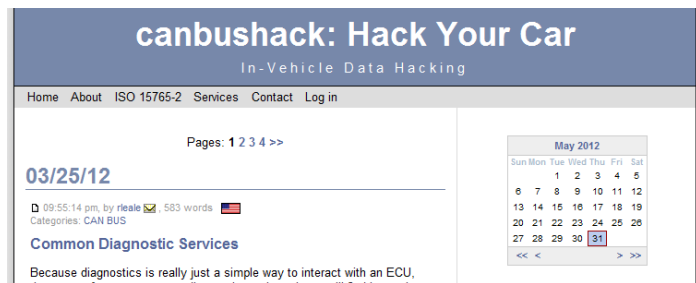 canbushack: Hack Your Car
In-Vehicle Data Hacking
Home About ISO 15765-2 Services Contact Log in
Pages: 1 2 3 4 >>
03/25/12
09:55:14 pm, by rleale , 583 words
Categories: CAN BUS
Common Diagnostic Services
Because diagnostics is really just a simple way to interact with an ECU,
May 2012
Sun Mon Tue Wed Thu Fri Sat
1 2 3 4 5
6 7 8 9 10 11 12
13 14 15 16 17 18 19
20 21 22 23 24 25 26
27 28 29 30 31
<< < > >>